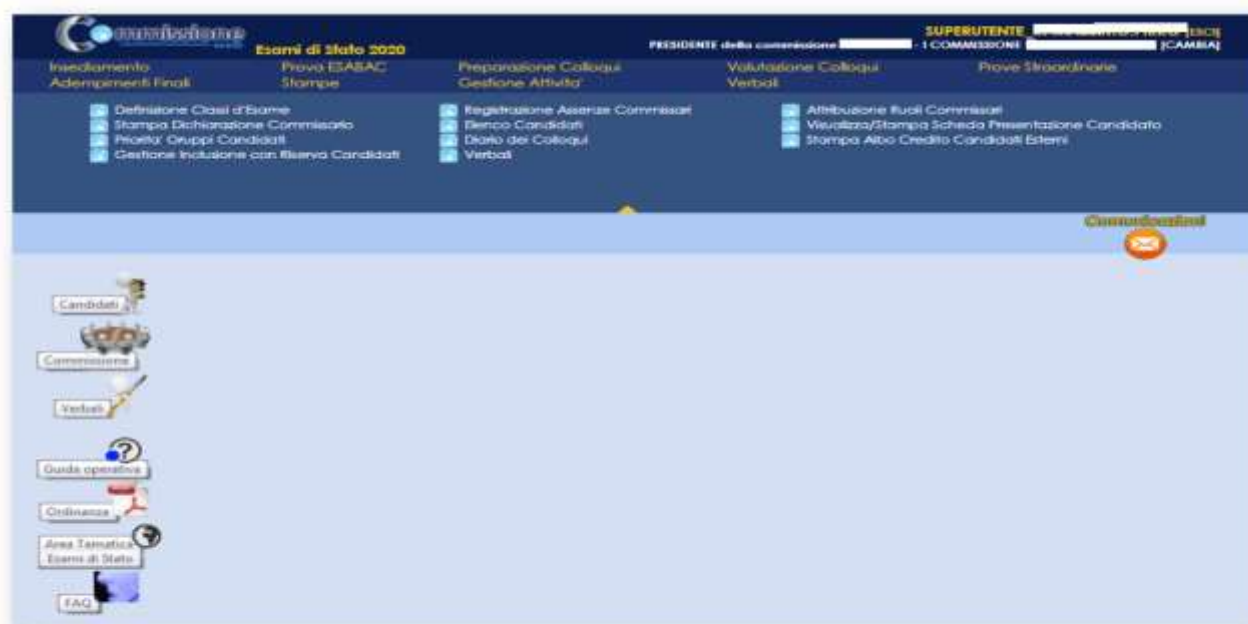 Commissione
Esami di Stato 2020
SUPERUTENTE [ESCI]
PRESIDENTE della commissione - I COMMISSIONE [CAMBIA]
Insediamento Prova ESABAC Preparazione Colloqui Valutazione Colloqui Prove Straordinarie
Adempimenti Finali Stampe Gestione Attivita' Verbali
Definizione Classi d'Esame Registrazione Assenze Commissari Attribuzione Ruoli Commissari
Stampa Dichiarazione Commissario Elenco Candidati Visualizza/Stampa Scheda Presentazione Candidato
Priorita' Gruppi Candidati Diario dei Colloqui Stampa Albo Credito Candidati Esterni
Gestione Inclusione con Riserva Candidati Verbali
Comunicazioni
Candidati
Commissione
Verbali
Guida operativa
Ordinanza
Area Tematica
Esami di Stato
FAQ